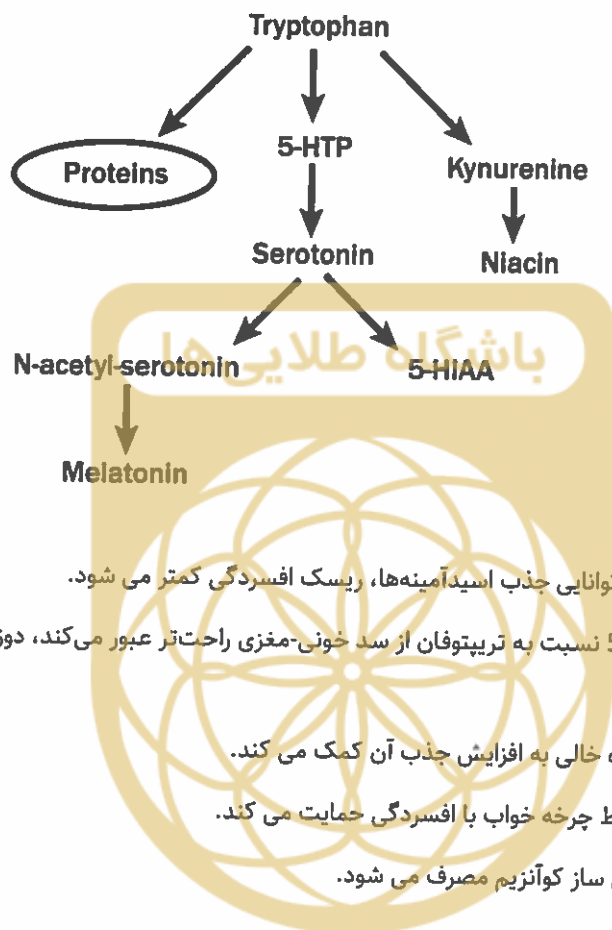 Tryptophan
Proteins
5-HTP
Kynurenine
Serotonin
Niacin
باشگاه طلایی‌ها
N-acetyl-serotonin
5-HIAA
Melatonin
توانایی جذب اسیدآمینه‌ها، ریسک افسردگی کمتر می شود.
5 نسبت به تریپتوفان از سد خونی-مغزی راحت‌تر عبور می‌کند،
خالی به افزایش جذب آن کمک می کند.
چرخه خواب با افسردگی حمایت می کند.
ساز کوآنزیم مصرف می شود.